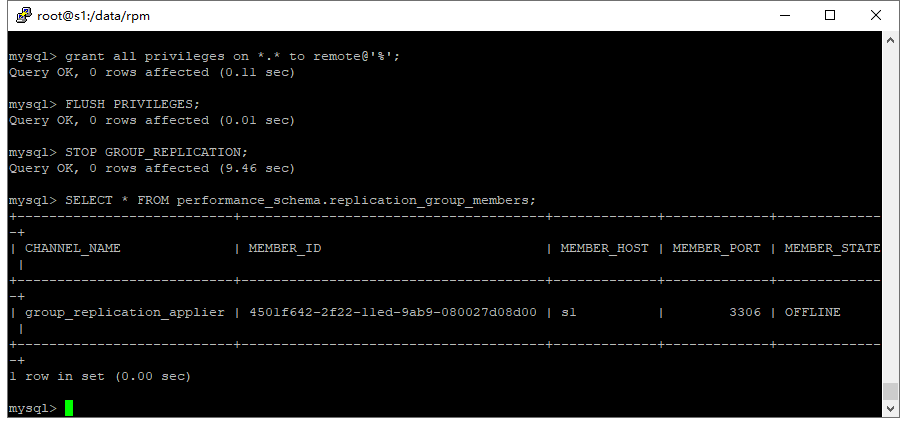 root@s1:/data/rpm
mysql> grant all privileges on *.* to remote@'%';
Query OK, 0 rows affected (0.11 sec)
mysql> FLUSH PRIVILEGES;
Query OK, 0 rows affected (0.01 sec)
mysql> STOP GROUP_REPLICATION;
Query OK, 0 rows affected (9.46 sec)
mysql> SELECT * FROM performance_schema.replication_group_members;
+---------------------------+--------------------------------------+-------------+-------------+-------------
-+
| CHANNEL_NAME              | MEMBER_ID                            | MEMBER_HOST | MEMBER_PORT | MEMBER_STATE
 |
+---------------------------+--------------------------------------+-------------+-------------+-------------
-+
| group_replication_applier | 4501f642-2f22-11ed-9ab9-080027d08d00 | s1          |        3306 | OFFLINE
 |
+---------------------------+--------------------------------------+-------------+-------------+-------------
-+
1 row in set (0.00 sec)
mysql>